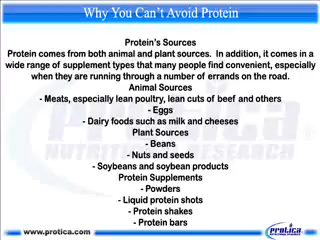 Why You Can't Avoid Protein
Protein's Sources
Protein comes from both animal and plant sources. In addition, it comes in a
wide range of supplement types that many people find convenient, especially
when they are running through a number of errands on the road.
Animal Sources
- Meats, especially lean poultry, lean cuts of beef and others
- Eggs
- Dairy foods such as milk and cheeses
Plant Sources
- Beans
- Nuts and seeds
- Soybeans and soybean products
Protein Supplements
- Powders
- Liquid protein shots
- Protein shakes
- Protein bars
protica
NUTRITIONAL RESEARCH
www.protica.com
protica